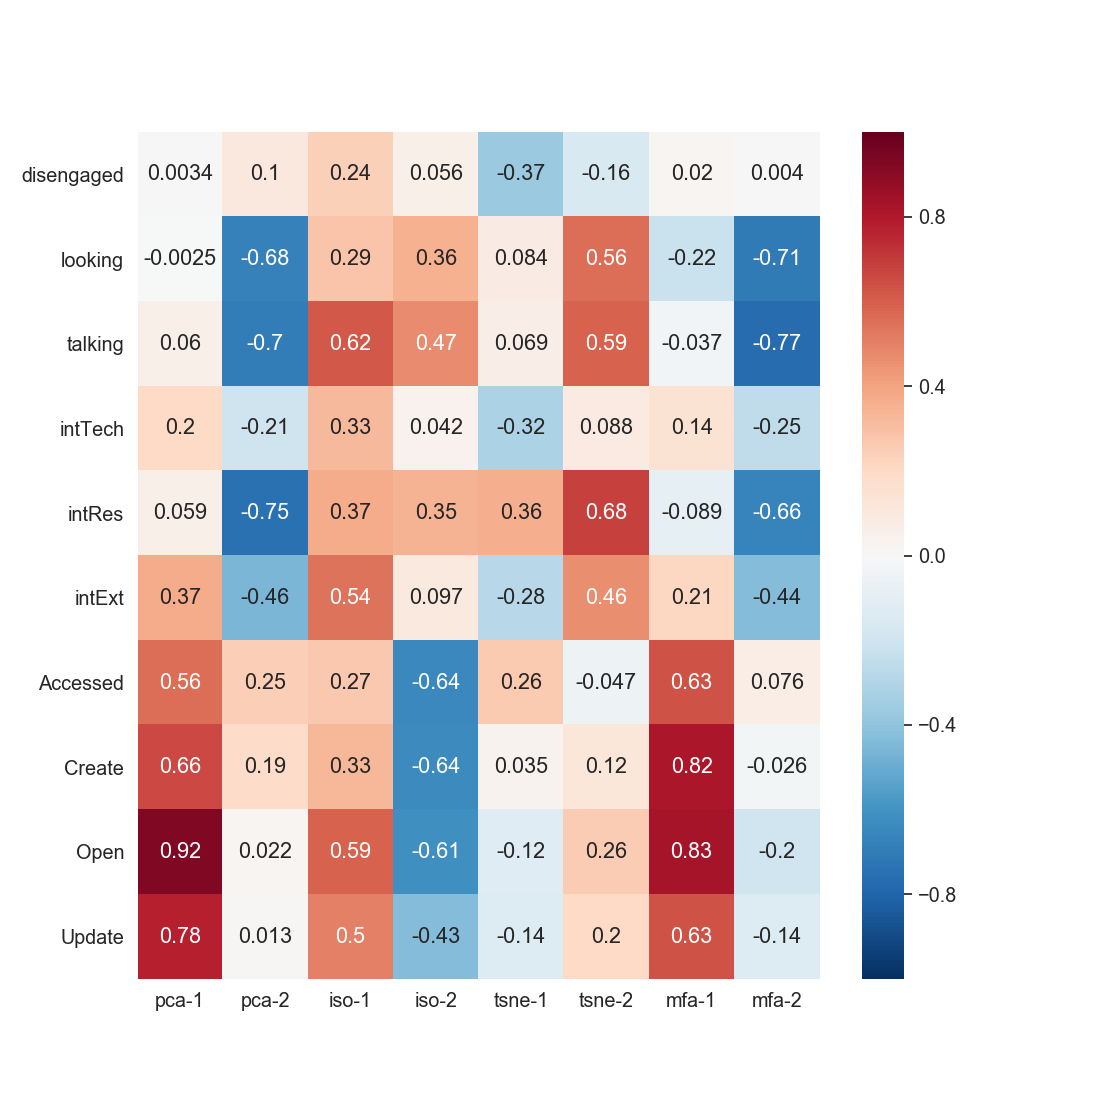 disengaged 0.0034 0.1 0.24 0.056 -0.37 -0.16 0.02 0.004
looking -0.0025 -0.68 0.29 0.36 0.084 0.56 -0.22 -0.71
talking 0.06 -0.7 0.62 0.47 0.069 0.59 -0.037 -0.77
intTech 0.2 -0.21 0.33 0.042 -0.32 0.088 0.14 -0.25
intRes 0.059 -0.75 0.37 0.35 0.36 0.68 -0.089 -0.66
intExt 0.37 -0.46 0.54 0.097 -0.28 0.46 0.21 -0.44
Accessed 0.56 0.25 0.27 -0.64 0.26 -0.047 0.63 0.076
Create 0.66 0.19 0.33 -0.64 0.035 0.12 0.82 -0.026
Open 0.92 0.022 0.59 -0.61 -0.12 0.26 0.83 -0.2
Update 0.78 0.013 0.5 -0.43 -0.14 0.2 0.63 -0.14
pca-1 pca-2 iso-1 iso-2 tsne-1 tsne-2 mfa-1 mfa-2
0.8
0.4
0.0
−0.4
−0.8